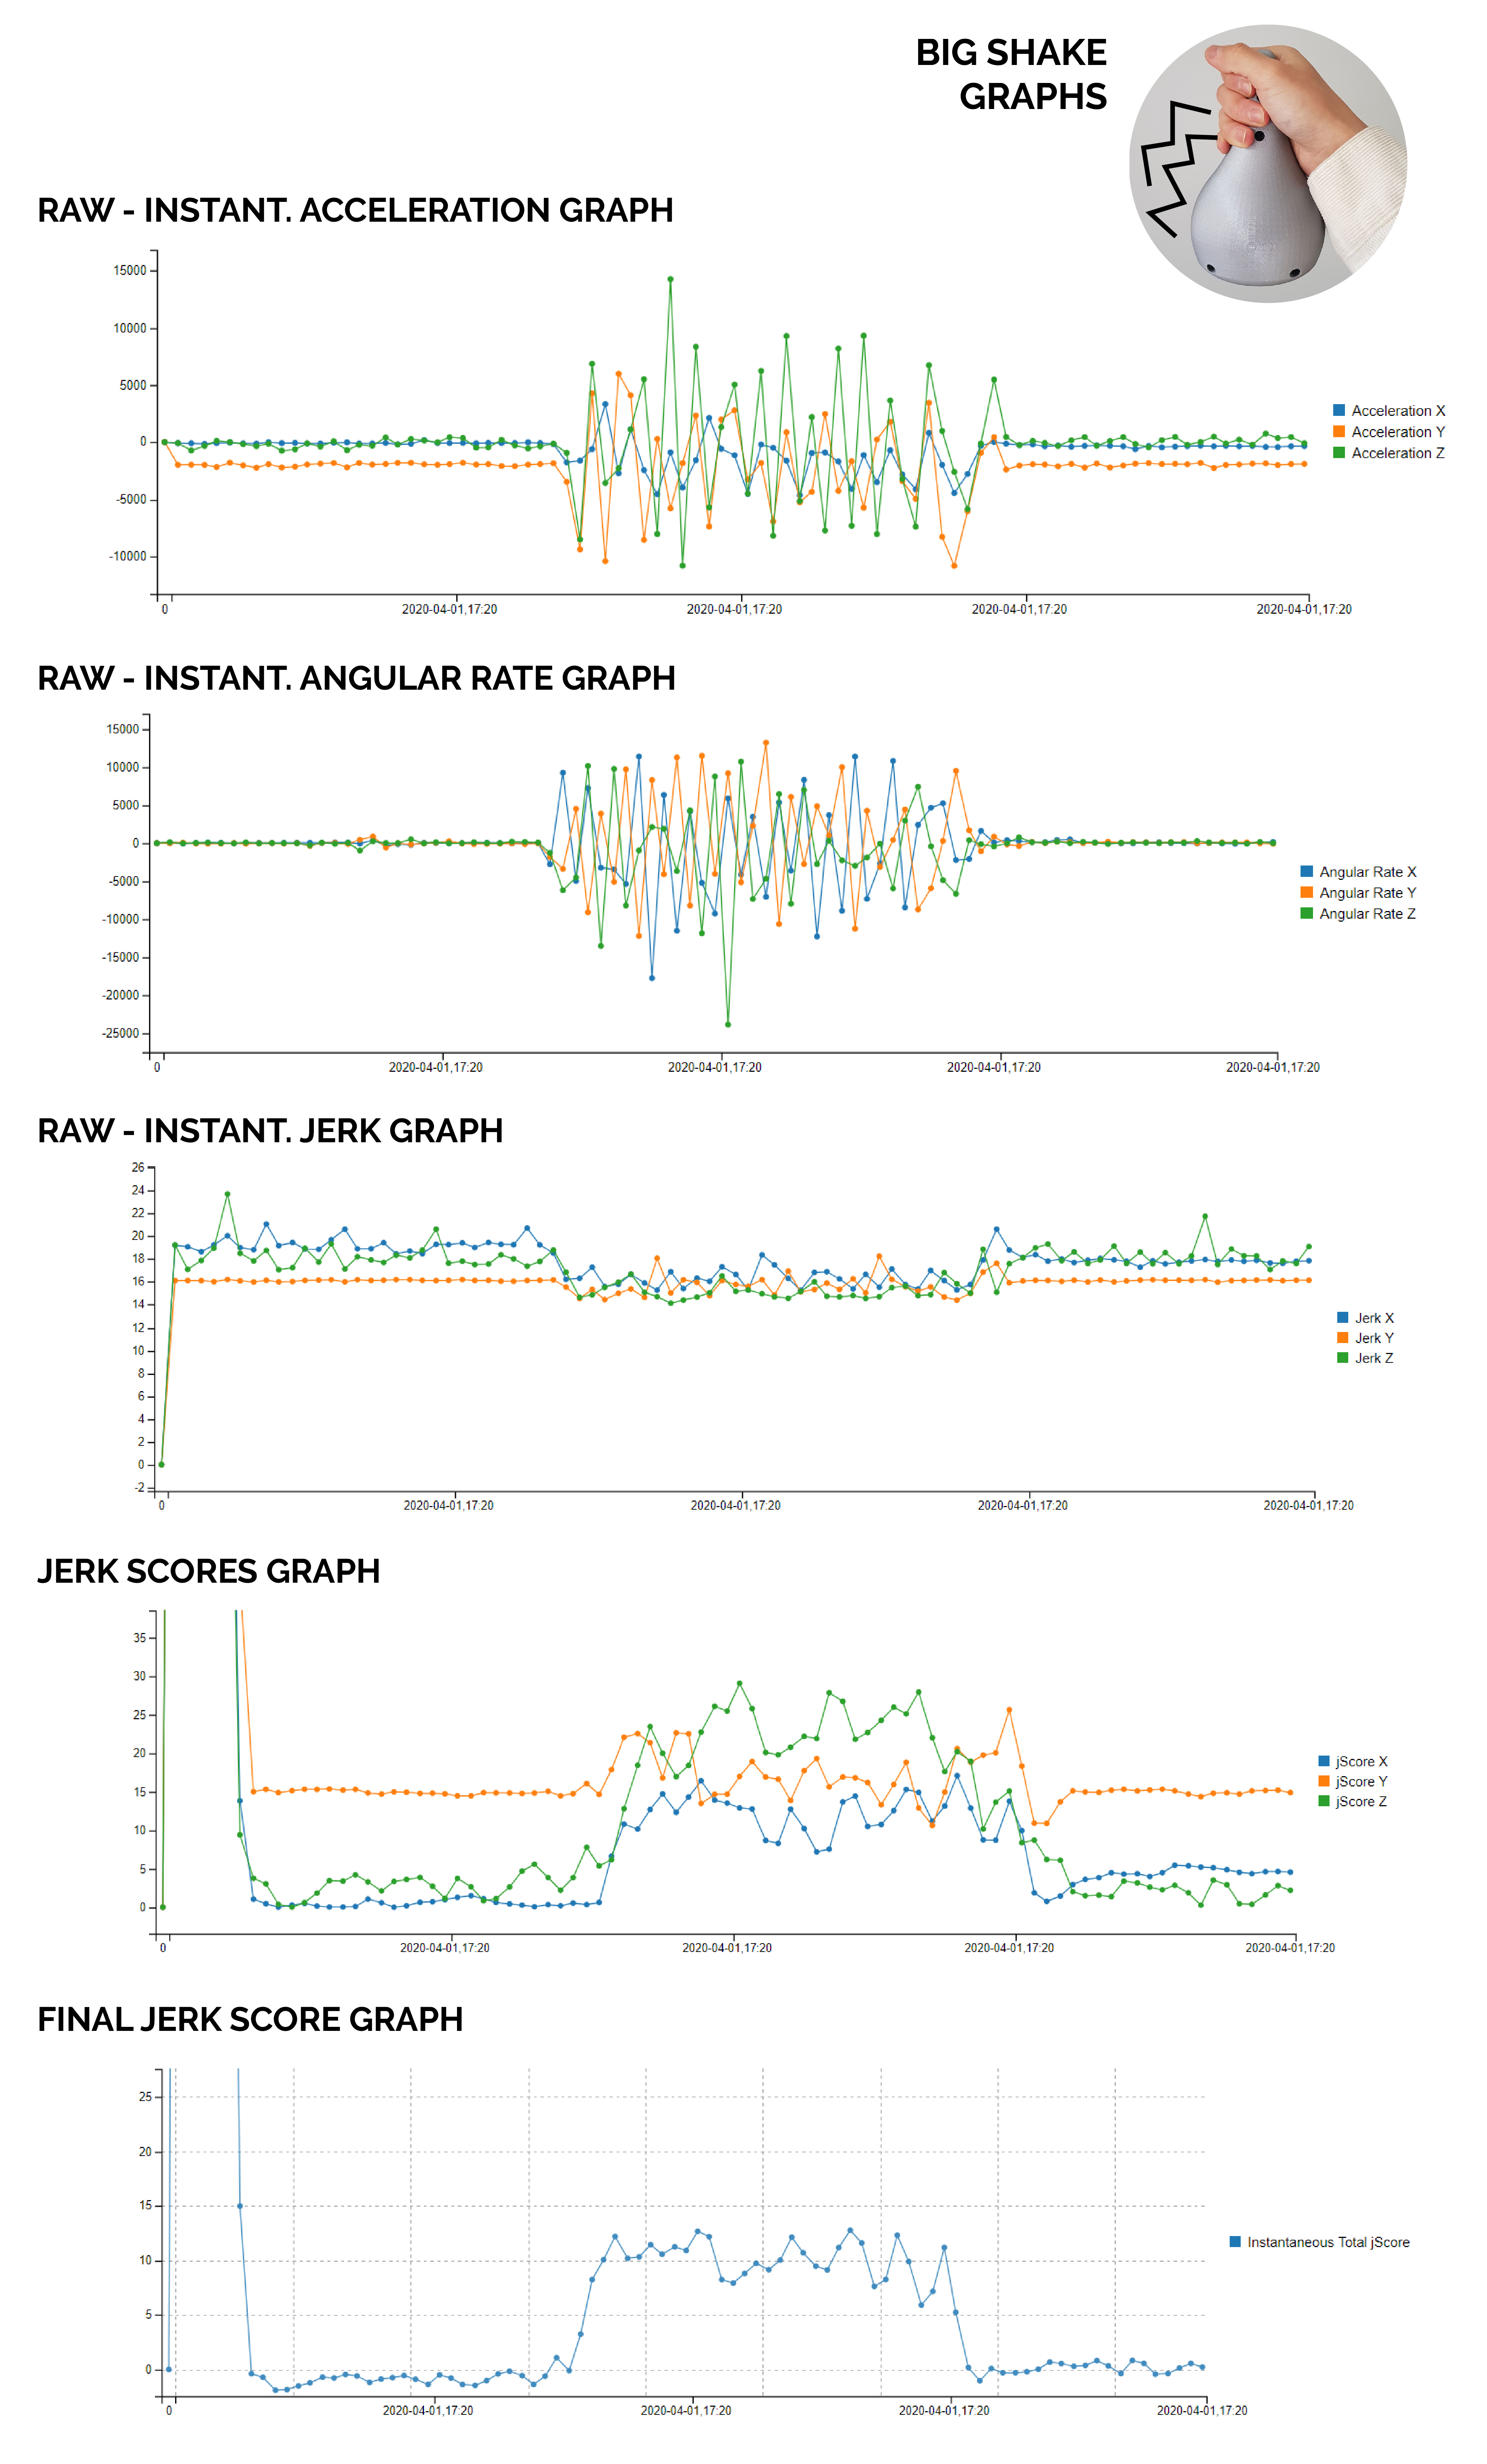 BIG SHAKE
GRAPHS
RAW - INSTANT. ACCELERATION GRAPH
15000
10000
5000
0
-5000
-10000
0 2020-04-01,17:20 2020-04-01,17:20 2020-04-01,17:20 2020-04-01,17:20
Acceleration X
Acceleration Y
Acceleration Z
RAW - INSTANT. ANGULAR RATE GRAPH
15000
10000
5000
0
-5000
-10000
-15000
-20000
-25000
0 2020-04-01,17:20 2020-04-01,17:20 2020-04-01,17:20 2020-04-01,17:20
Angular Rate X
Angular Rate Y
Angular Rate Z
RAW - INSTANT. JERK GRAPH
26
24
22
20
18
16
14
12
10
8
6
4
2
0
-2
0 2020-04-01,17:20 2020-04-01,17:20 2020-04-01,17:20 2020-04-01,17:20
Jerk X
Jerk Y
Jerk Z
JERK SCORES GRAPH
35
30
25
20
15
10
5
0
0 2020-04-01,17:20 2020-04-01,17:20 2020-04-01,17:20 2020-04-01,17:20
jScore X
jScore Y
jScore Z
FINAL JERK SCORE GRAPH
25
20
15
10
5
0
0 2020-04-01,17:20 2020-04-01,17:20 2020-04-01,17:20 2020-04-01,17:20
Instantaneous Total jScore